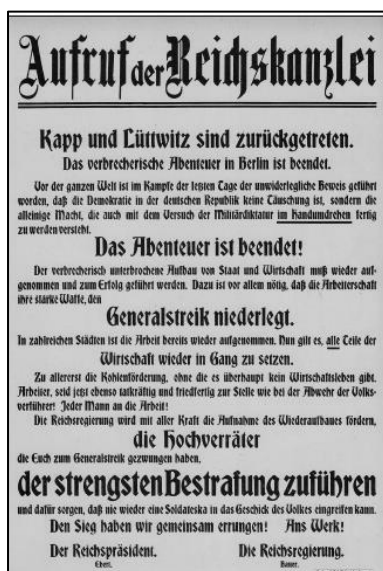 Aufruf der Reichskanzlei
Kapp und Lüttwitz sind zurückgetreten.
Das verbrecherische Abenteuer in Berlin ist beendet.
Vor der ganzen Welt ist im Kampfe der letzten Tage der unwiderlegliche Beweis geführt
worden, daß die Demokratie in der deutschen Republik keine Täuschung ist, sondern die
alleinige Macht, die auch mit dem Versuch der Militärdiktatur im Handumdrehen fertig
zu werden versteht.
Das Abenteuer ist beendet!
Der verbrecherisch unterbrochene Aufbau von Staat und Wirtschaft muß wieder auf-
genommen und zum Erfolg geführt werden. Dazu ist vor allem nötig, daß die Arbeiterschaft
ihre starke Waffe, den
Generalstreik niederlegt.
In zahlreichen Städten ist die Arbeit bereits wieder aufgenommen. Nun gilt es, alle Teile der
Wirtschaft wieder in Gang zu setzen.
Zu allererst die Kohlenförderung, ohne die es überhaupt kein Wirtschaftsleben gibt.
Arbeiter, seid jetzt ebenso tatkräftig und friedfertig zur Stelle wie bei der Abwehr der Volks-
verführer! Jeder Mann an die Arbeit!
Die Reichsregierung wird mit aller Kraft die Aufnahme des Wiederaufbaues fördern,
die Hochverräter
die Euch zum Generalstreik gezwungen haben,
der strengsten Bestrafung zuführen
und dafür sorgen, daß nie wieder eine Soldateska in das Geschick des Volkes eingreifen kann.
Den Sieg haben wir gemeinsam errungen! Ans Werk!
Der Reichspräsident. Die Reichsregierung.
Ebert. Bauer.